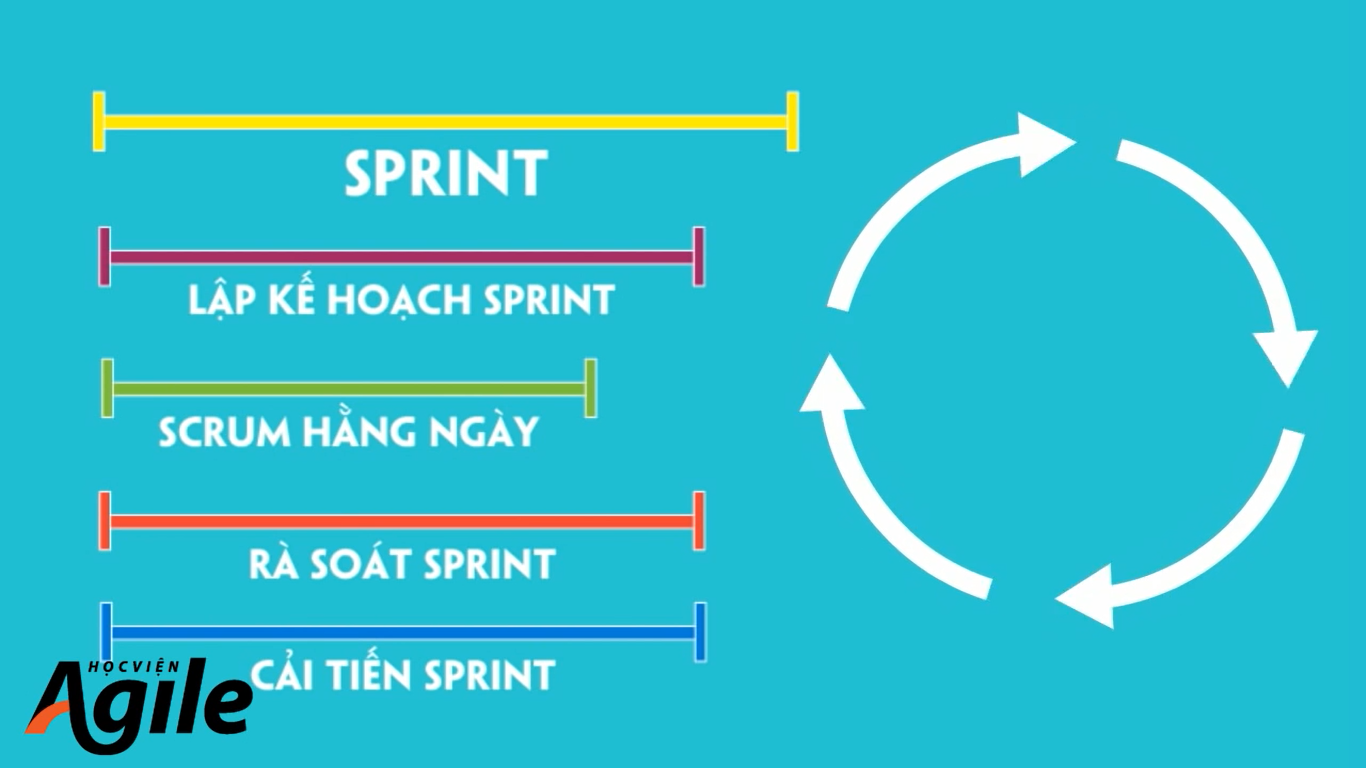 SPRINT
LẬP KẾ HOẠCH SPRINT
SCRUM HẰNG NGÀY
RÀ SOÁT SPRINT
CẢI TIẾN SPRINT
HỌC VIỆN
Agile